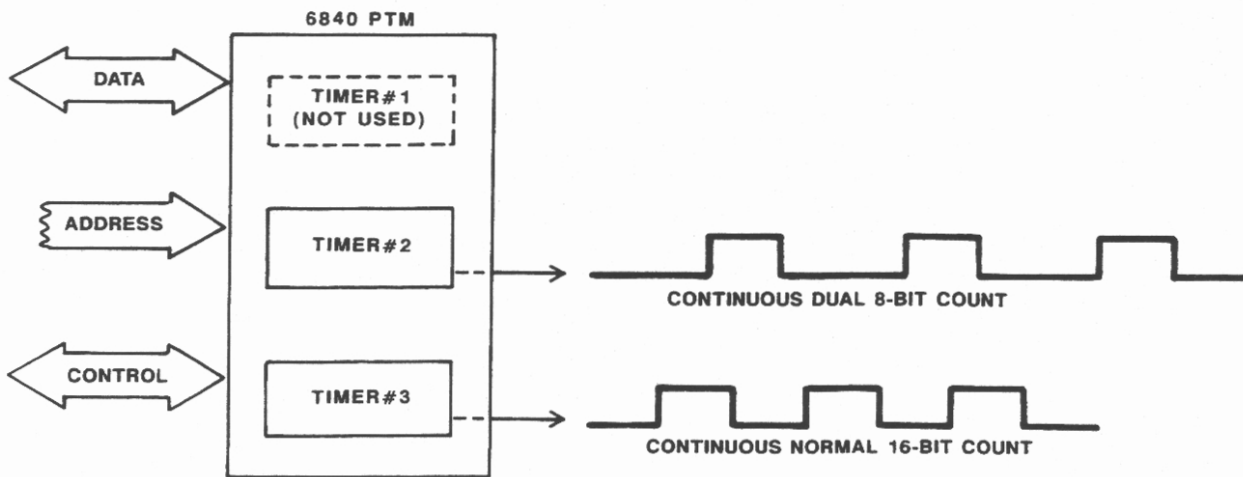 6840 PTM
DATA
TIMER#1
(NOT USED)
ADDRESS
TIMER#2
CONTINUOUS DUAL 8-BIT COUNT
CONTROL
TIMER#3
CONTINUOUS NORMAL 16-BIT COUNT